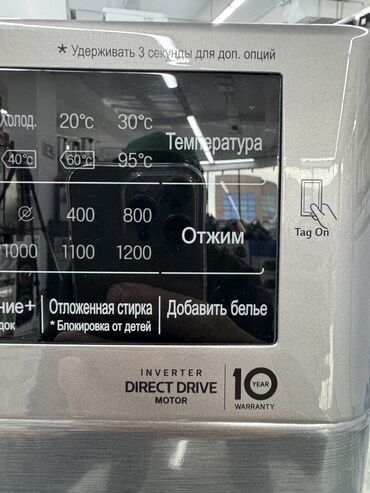 * Удерживать 3 секунды для доп. опций
Холод. 20°c 30°c
40°c 60°c 95°c
Температура
400 800
1000 1100 1200
Отжим
Tag On
Отложенная стирка
* Блокировка от детей
Добавить белье
INVERTER
DIRECT DRIVE
MOTOR
10 YEAR
WARRANTY